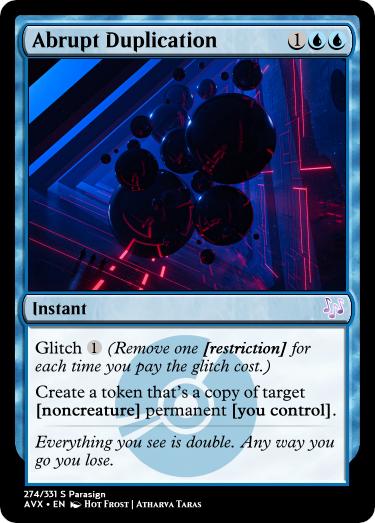 Abrupt Duplication 1
Instant
Glitch 1 (Remove one [restriction] for
each time you pay the glitch cost.)
Create a token that's a copy of target
[noncreature] permanent [you control].
Everything you see is double. Any way you
go you lose.
274/331 S Parasign
AVX • EN Hot Frost | Atharva Taras